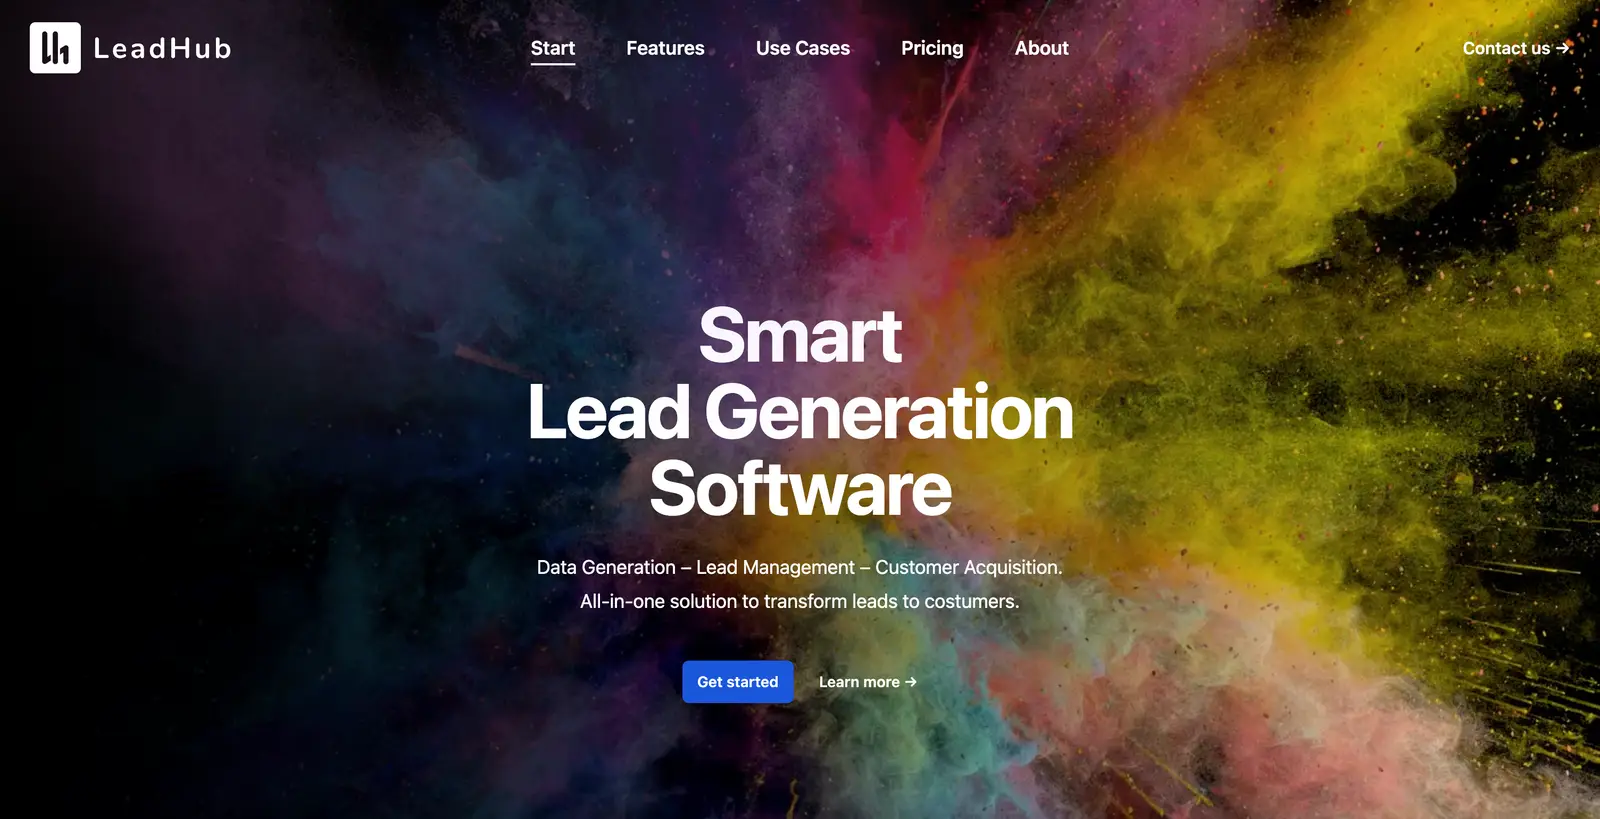 LeadHub
Start Features Use Cases Pricing About
Contact us →
Smart
Lead Generation
Software
Data Generation – Lead Management – Customer Acquisition.
All-in-one solution to transform leads to costumers.
Get started
Learn more →